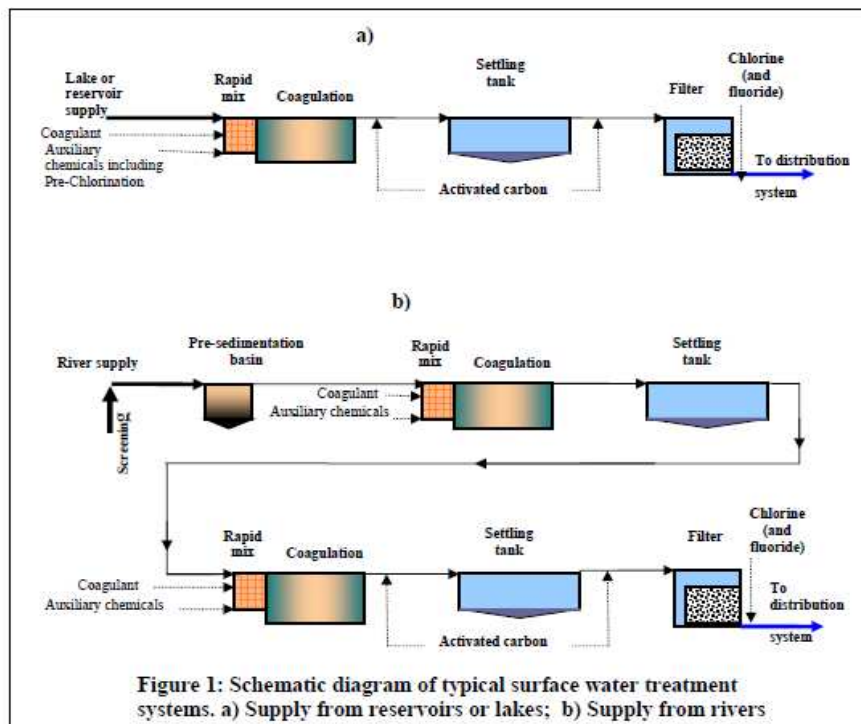 a)
Lake or
reservoir
supply
Rapid
mix
Coagulation
Settling
tank
Filter
Chlorine
(and
fluoride)
Coagulant
Auxiliary
chemicals including
Pre-Chlorination
Activated carbon
To distribution
system
b)
River supply
Pre-sedimentation
basin
Rapid
mix
Coagulation
Settling
tank
Coagulant
Auxiliary chemicals
Screening
Rapid
mix
Coagulation
Settling
tank
Filter
Chlorine
(and
fluoride)
Coagulant
Auxiliary chemicals
Activated carbon
To
distribution
system
Figure 1: Schematic diagram of typical surface water treatment
systems. a) Supply from reservoirs or lakes; b) Supply from rivers